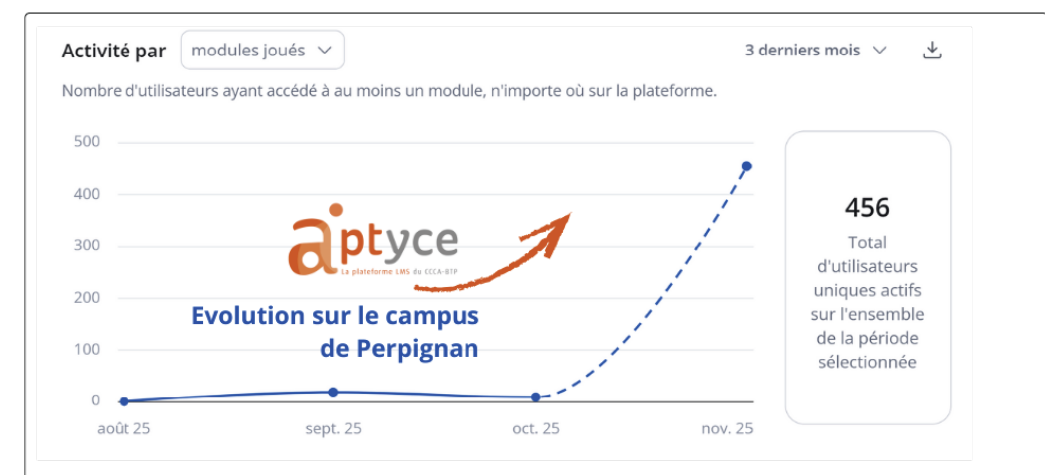 Activité par modules joués 3 derniers mois
Nombre d'utilisateurs ayant accédé à au moins un module, n'importe où sur la plateforme.
500
400
300
200
100
0
août 25 sept. 25 oct. 25 nov. 25
aptyce
La plateforme LMS du CCCA-BTP
Evolution sur le campus
de Perpignan
456
Total
d'utilisateurs
uniques actifs
sur l'ensemble
de la période
sélectionnée